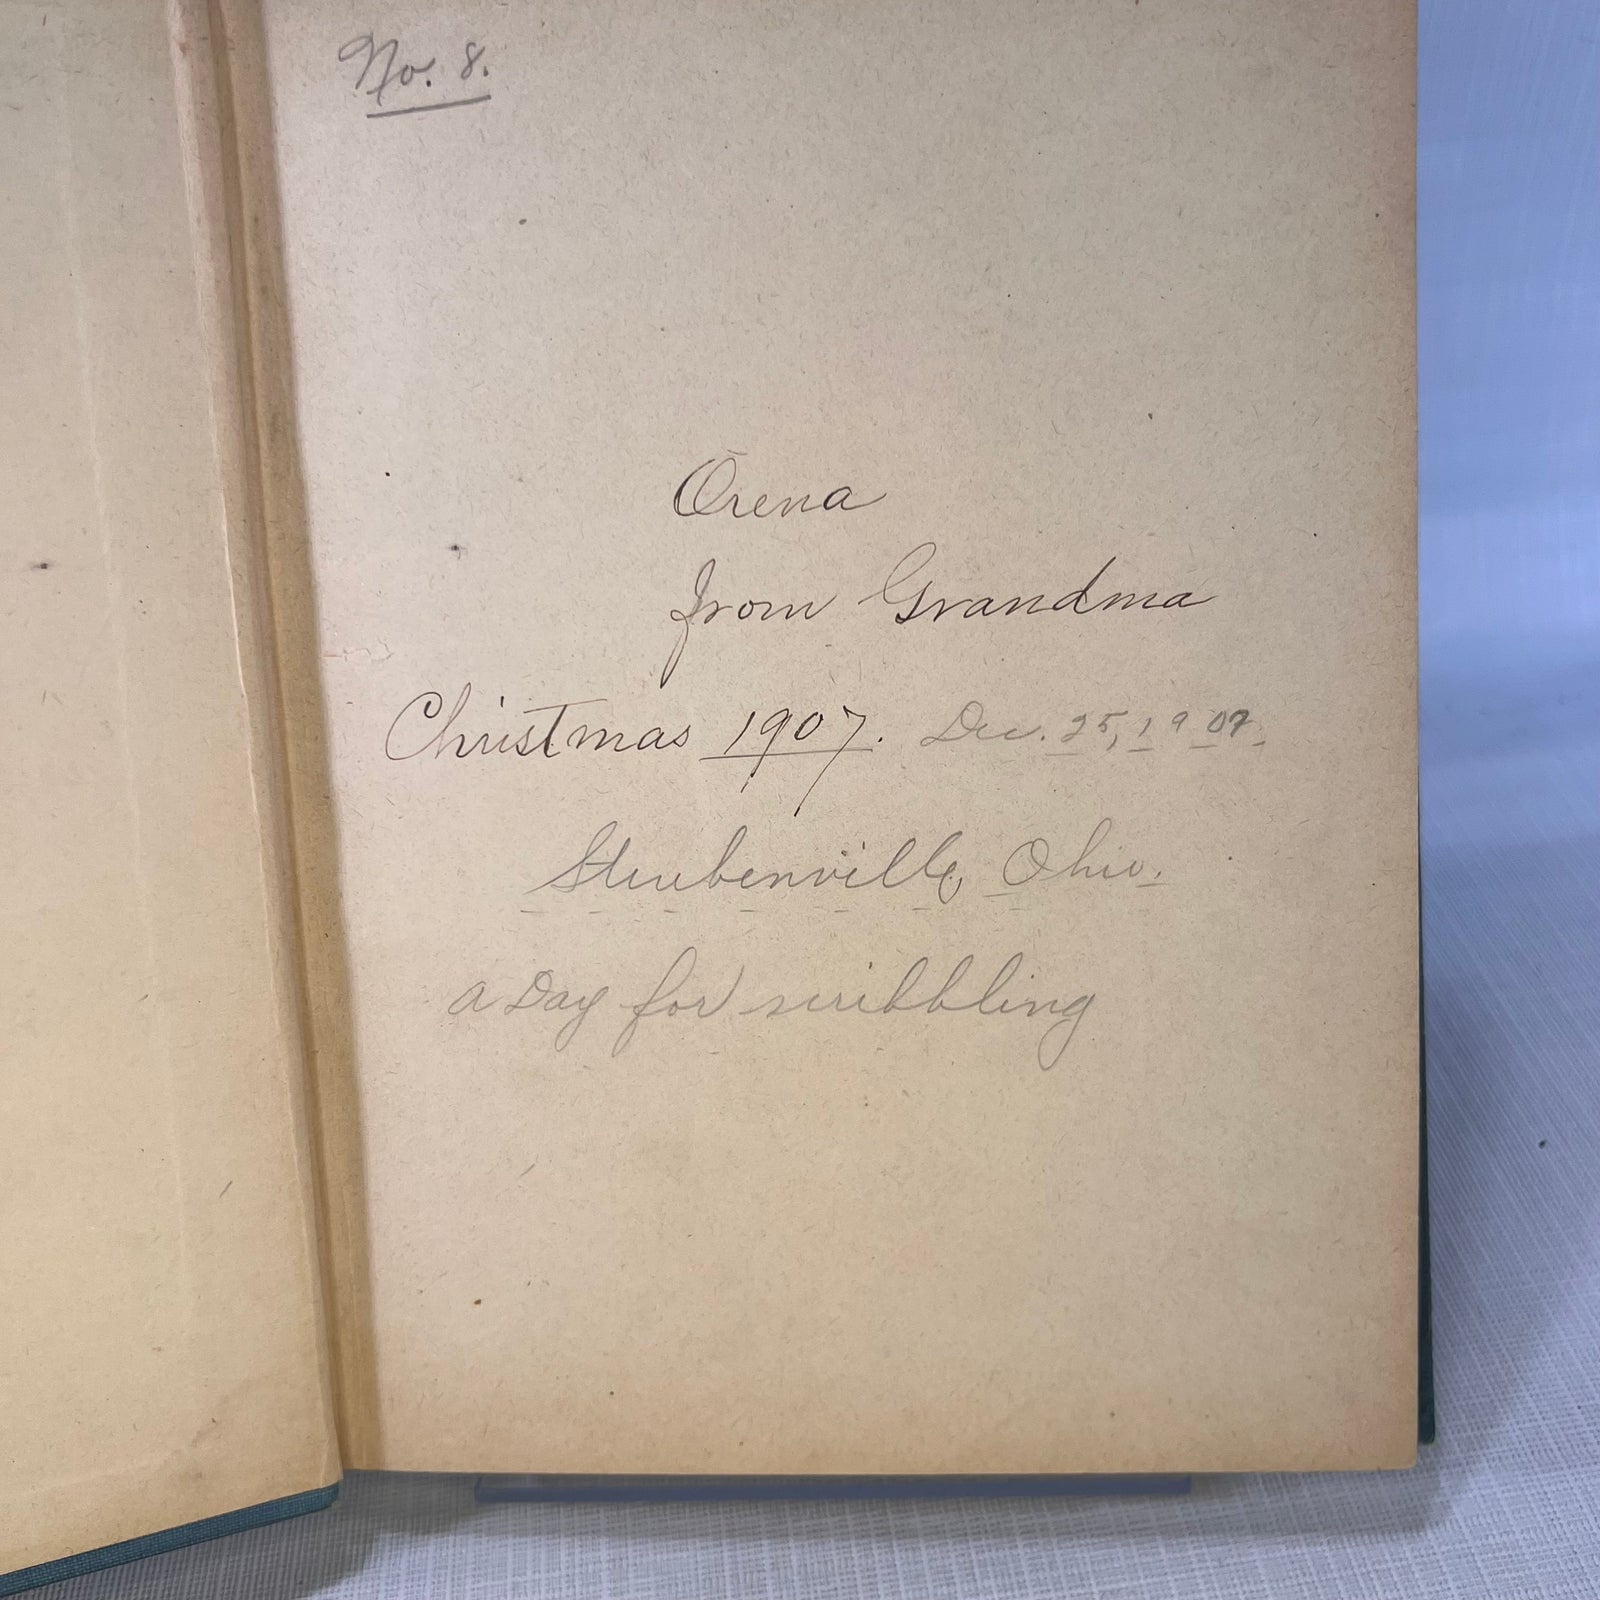 No. 8.
Orena
from Grandma
Christmas 1907. Dec. 25, 1907.
Steubenville, Ohio.
a Day for scribbling